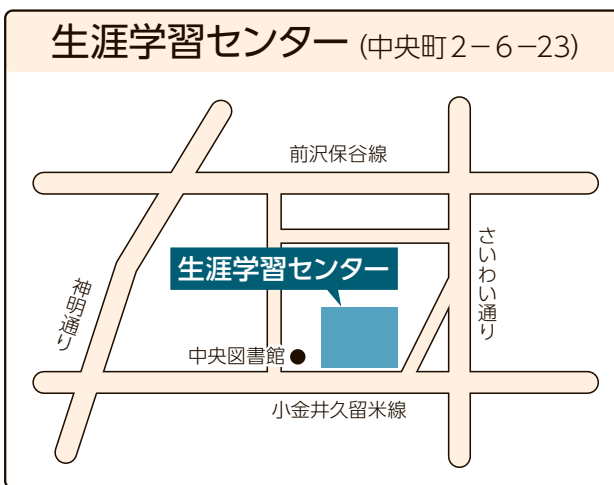 生涯学習センター (中央町2−6−23)
前沢保谷線
さいわい通り
生涯学習センター
神明通り
中央図書館
小金井久留米線